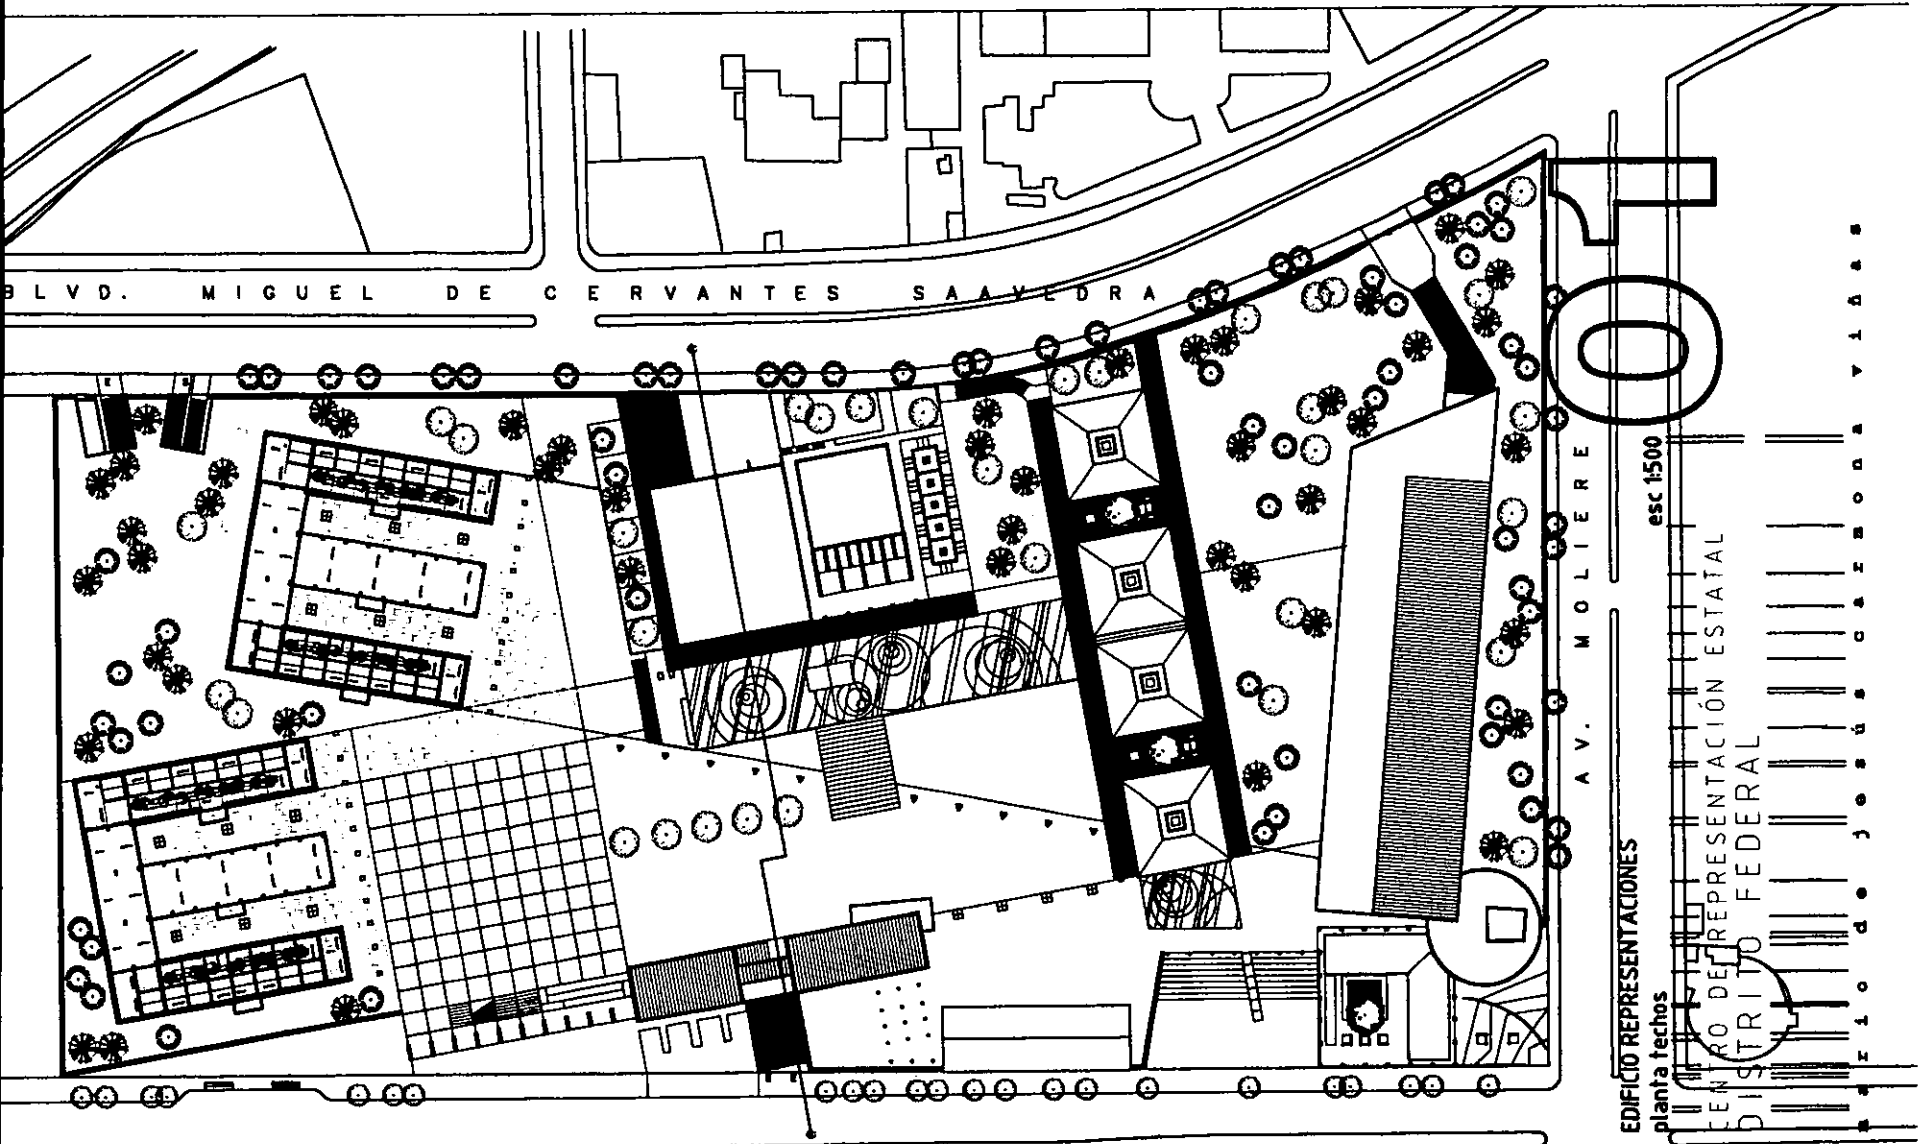 BLVD. MIGUEL DE CERVANTES SAAVEDRA
AV. MOLIERE
esc 1:500
EDIFICIO REPRESENTACIONES
planta techos
CENTRO DE REPRESENTACIÓN ESTATAL
DISTRITO FEDERAL
mario de jesús carmona viñas